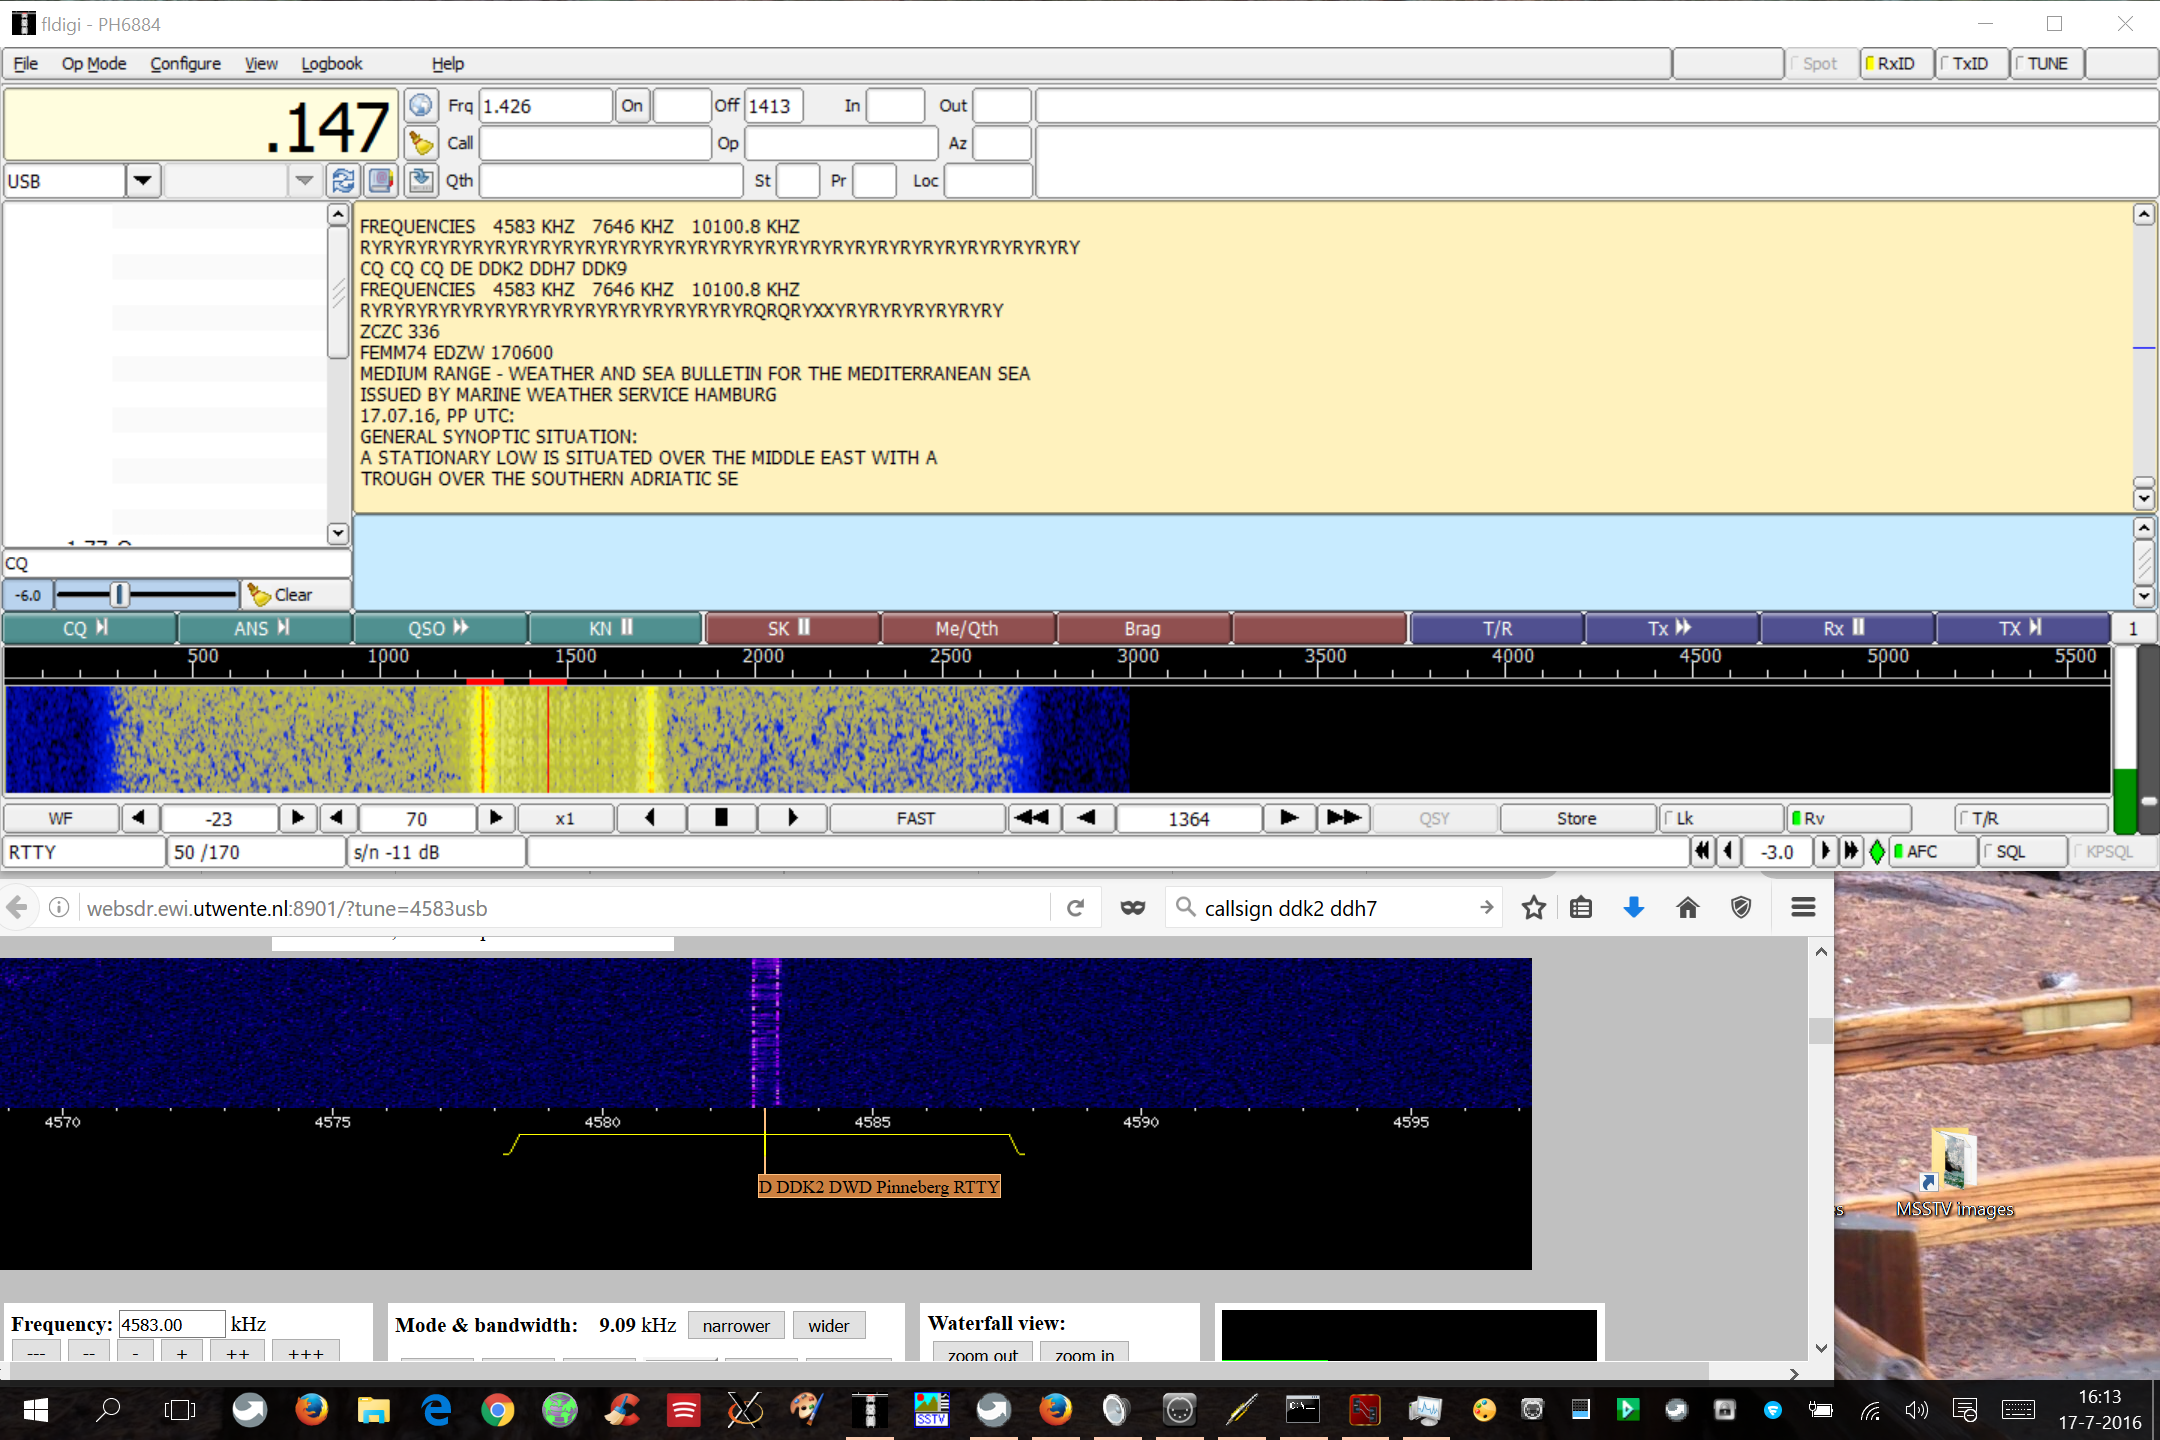 fldigi - PH6884
File Op Mode Configure View Logbook Help Spot RxID TxID TUNE
.147 Frq 1.426 On Off 1413 In Out
Call Op Az
USB Qth St Pr Loc
FREQUENCIES 4583 KHZ 7646 KHZ 10100.8 KHZ
RYRYRYRYRYRYRYRYRYRYRYRYRYRYRYRYRYRYRYRYRYRYRYRYRYRYRYRYRYRYRYRY
CQ CQ CQ DE DDK2 DDH7 DDK9
FREQUENCIES 4583 KHZ 7646 KHZ 10100.8 KHZ
RYRYRYRYRYRYRYRYRYRYRYRYRYRYRYRYRYRQRQRYXXYRYRYRYRYRYRYRY
ZCZC 336
FEMM74 EDZW 170600
MEDIUM RANGE - WEATHER AND SEA BULLETIN FOR THE MEDITERRANEAN SEA
ISSUED BY MARINE WEATHER SERVICE HAMBURG
17.07.16, PP UTC:
GENERAL SYNOPTIC SITUATION:
A STATIONARY LOW IS SITUATED OVER THE MIDDLE EAST WITH A
TROUGH OVER THE SOUTHERN ADRIATIC SE
CQ
-6.0 Clear
CQ ANS QSO KN SK Me/Qth Brag T/R Tx Rx TX 1
500 1000 1500 2000 2500 3000 3500 4000 4500 5000 5500
WF -23 70 x1 FAST 1364 QSY Store Lk Rv T/R
RTTY 50 /170 s/n -11 dB -3.0 AFC SQL KPSQL
websdr.ewi.utwente.nl:8901/?tune=4583usb callsign ddk2 ddh7
4570 4575 4580 4585 4590 4595
D DDK2 DWD Pinneberg RTTY
MSSTV images
Frequency: 4583.00 kHz Mode & bandwidth: 9.09 kHz narrower wider Waterfall view:
--- -- - + ++ +++ zoom out zoom in
SSTV
16:13
17-7-2016